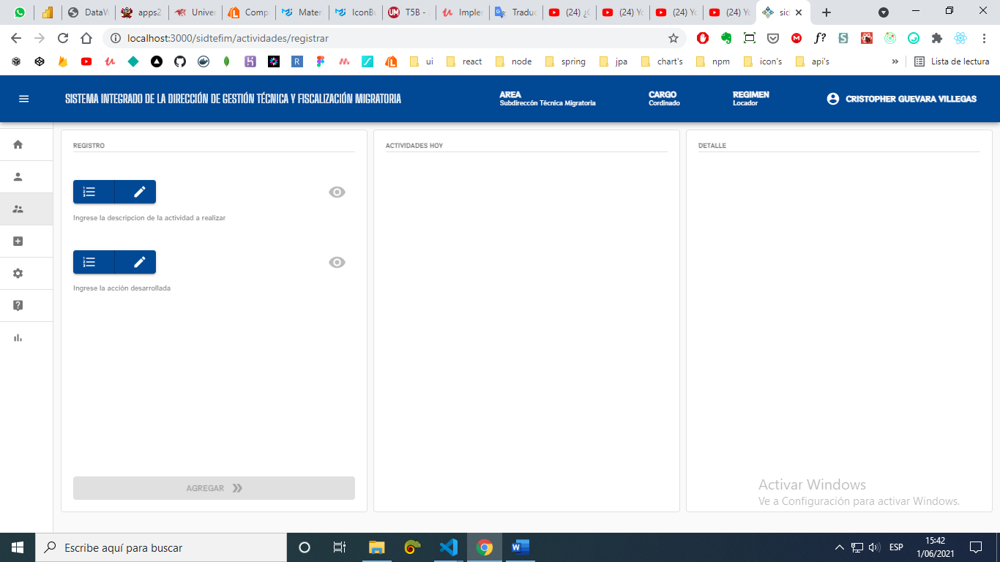 DataW
apps2
Univer
Comp
Materi
IconBu
T5B - .
Implem
Traduc
(24) ¿C
(24) Yo
(24) Yo
(24) Yo
sid
localhost:3000/sidtefim/actividades/registrar
ui
react
node
spring
jpa
chart's
npm
icon's
api's
»
Lista de lectura
SISTEMA INTEGRADO DE LA DIRECCIÓN DE GESTIÓN TÉCNICA Y FISCALIZACIÓN MIGRATORIA
AREA
Subdireccón Técnica Migratoria
CARGO
Cordinado
REGIMEN
Locador
CRISTOPHER GUEVARA VILLEGAS
REGISTRO
Ingrese la descripcion de la actividad a realizar
Ingrese la acción desarrollada
AGREGAR
ACTIVIDADES HOY
DETALLE
Activar Windows
Ve a Configuración para activar Windows.
Escribe aquí para buscar
ESP
15:42
1/06/2021